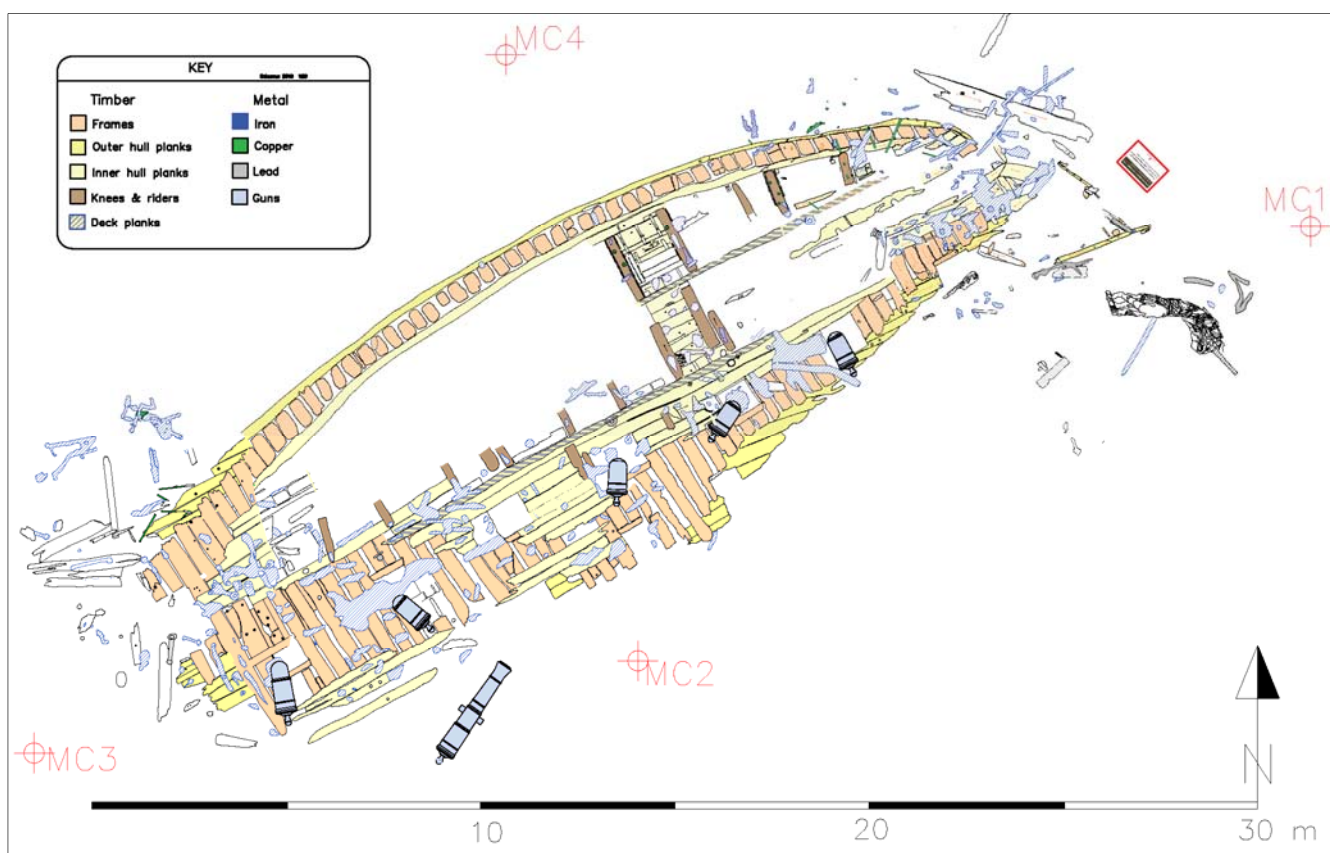 MC4
KEY
Timber
Metal
Frames
Iron
Outer hull planks
Copper
Inner hull planks
Lead
Knees & riders
Guns
Deck planks
MC1
MC2
MC3
N
10
20
30 m